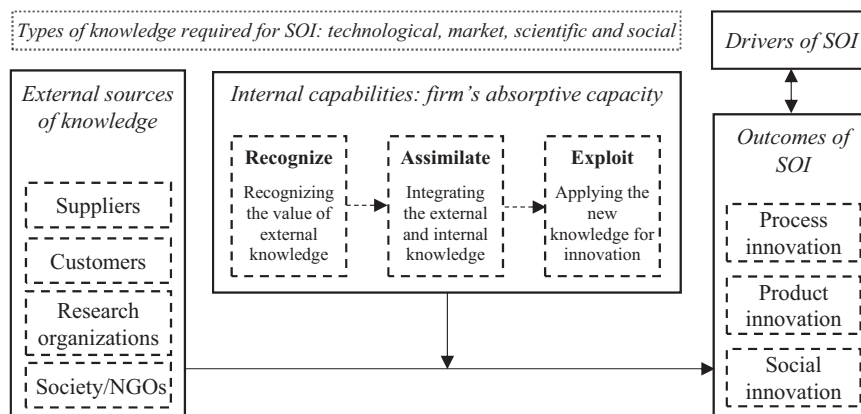 Types of knowledge required for SOI: technological, market, scientific and social
Drivers of SOI
External sources
of knowledge
Suppliers
Customers
Research
organizations
Society/NGOs
Internal capabilities: firm's absorptive capacity
Recognize
Recognizing
the value of
external
knowledge
Assimilate
Integrating
the external
and internal
knowledge
Exploit
Applying the
new
knowledge for
innovation
Outcomes of
SOI
Process
innovation
Product
innovation
Social
innovation